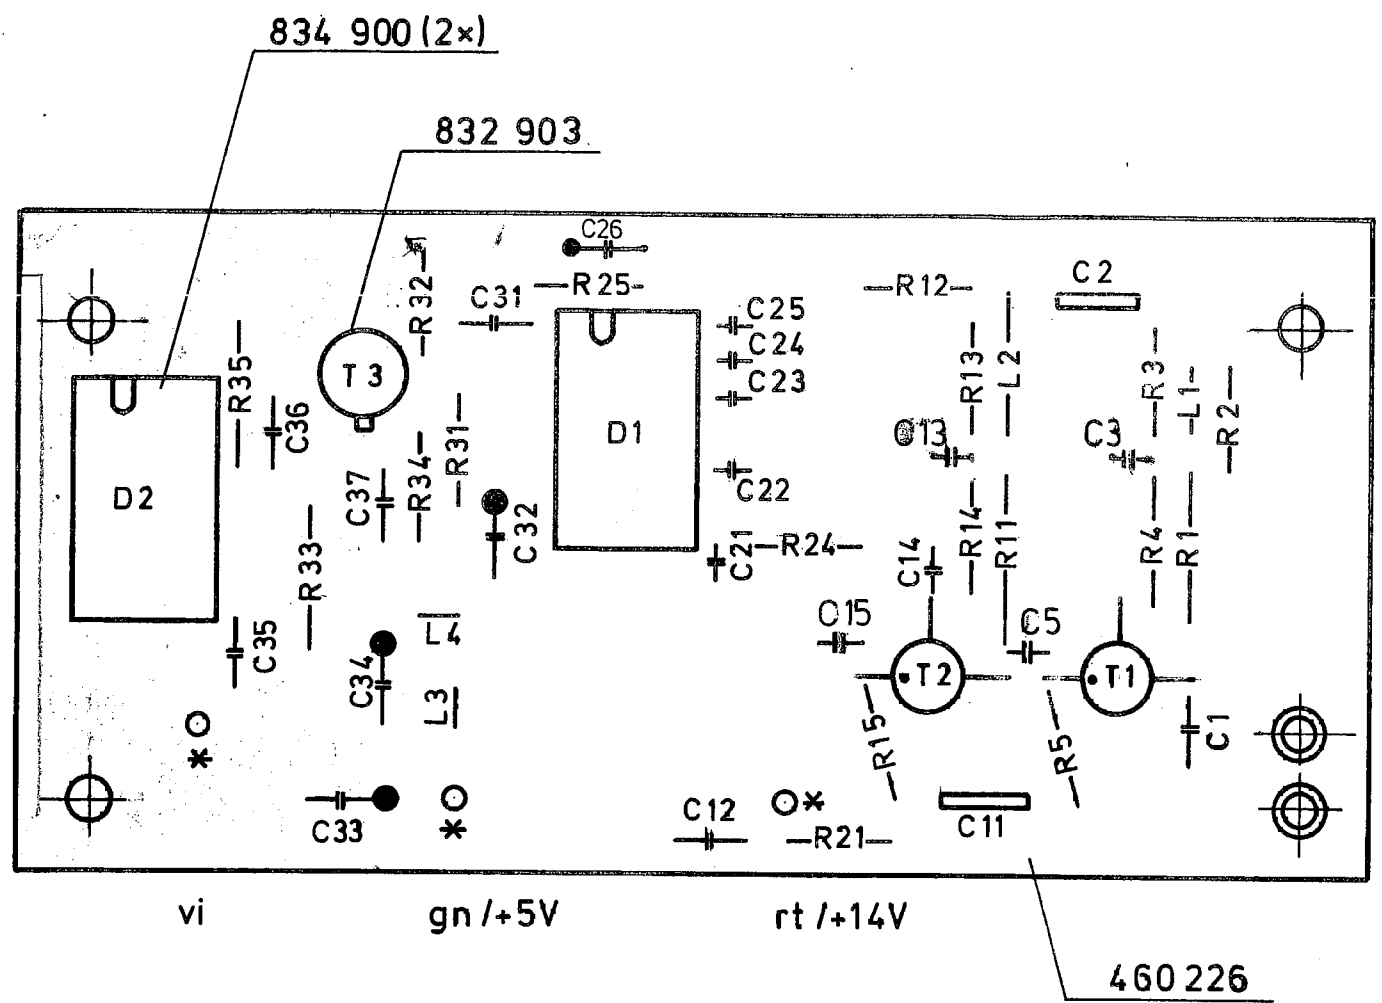 834 900 (2×)
832 903
C26
R25
R32
C31
R12
C2
C25
C24
C23
T3
R35
R13
L2
R3
L1
R2
C36
R31
D1
C13
C3
D2
C37
R34
C22
C32
R33
C21
R24
C14
R14
R11
R4
R1
C35
L4
C15
C5
C34
L3
T2
T1
R15
R5
C1
*
C33
*
C12
*
R21
C11
vi
gn/+5V
rt/+14V
460 226